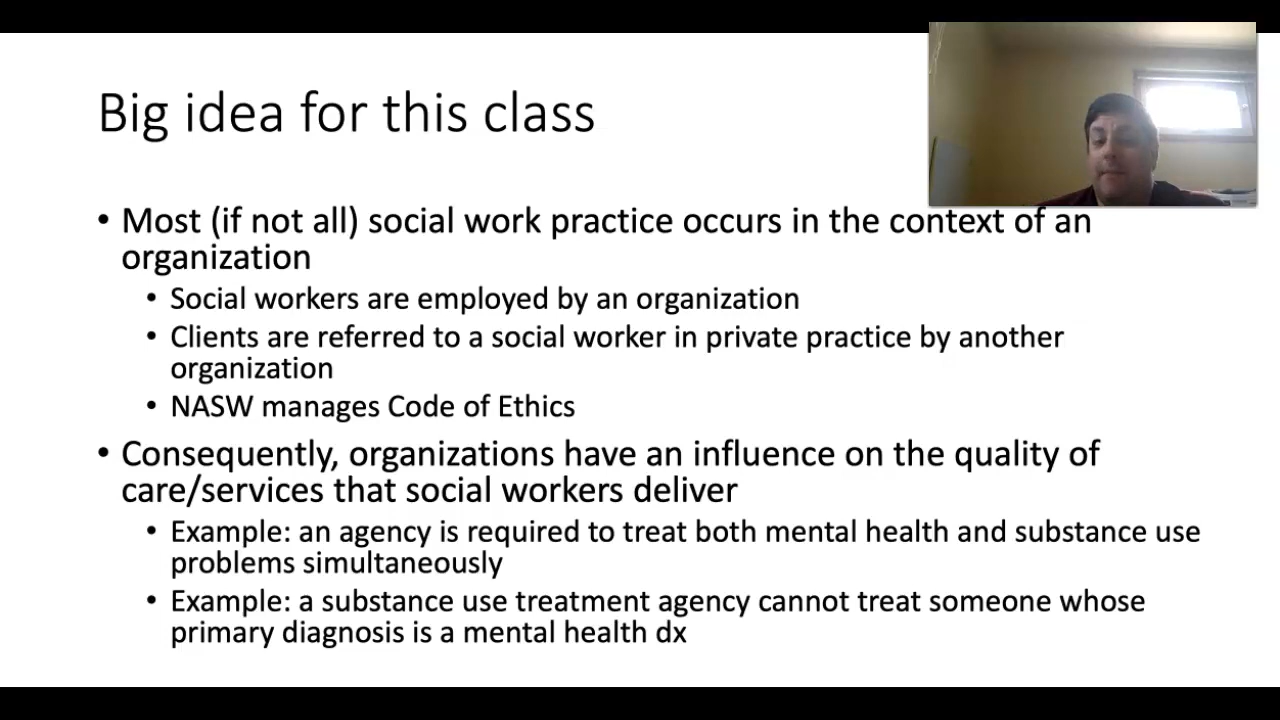 Big idea for this class
• Most (if not all) social work practice occurs in the context of an
organization
• Social workers are employed by an organization
• Clients are referred to a social worker in private practice by another
organization
• NASW manages Code of Ethics
• Consequently, organizations have an influence on the quality of
care/services that social workers deliver
• Example: an agency is required to treat both mental health and substance use
problems simultaneously
• Example: a substance use treatment agency cannot treat someone whose
primary diagnosis is a mental health dx